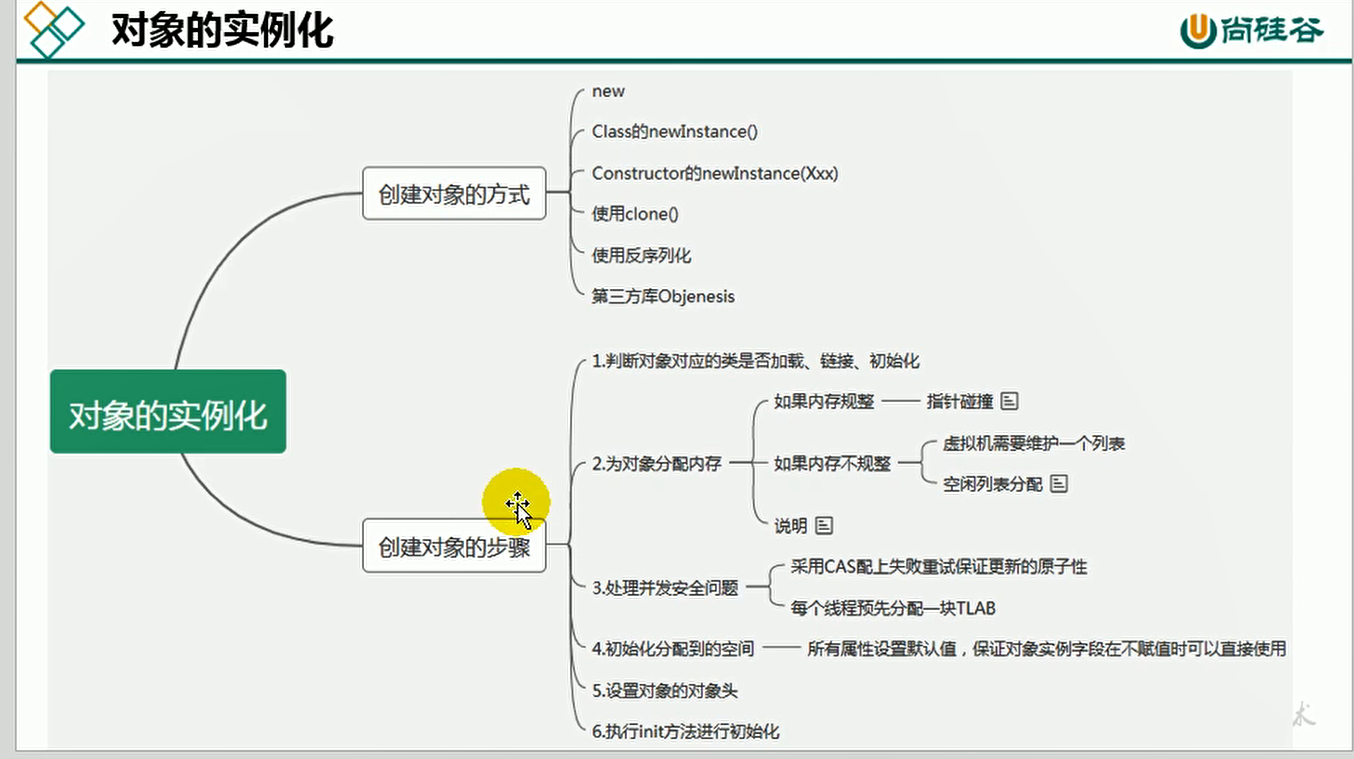 对象的实例化
尚硅谷
new
Class的newInstance()
Constructor的newInstance(Xxx)
创建对象的方式
使用clone()
使用反序列化
第三方库Objenesis
1.判断对象对应的类是否加载、链接、初始化
如果内存规整
指针碰撞
对象的实例化
虚拟机需要维护一个列表
2.为对象分配内存
如果内存不规整
空闲列表分配
说明
创建对象的步骤
采用CAS配上失败重试保证更新的原子性
3.处理并发安全问题
每个线程预先分配一块TLAB
4.初始化分配到的空间
所有属性设置默认值，保证对象实例字段在不赋值时可以直接使用
5.设置对象的对象头
术
6.执行init方法进行初始化